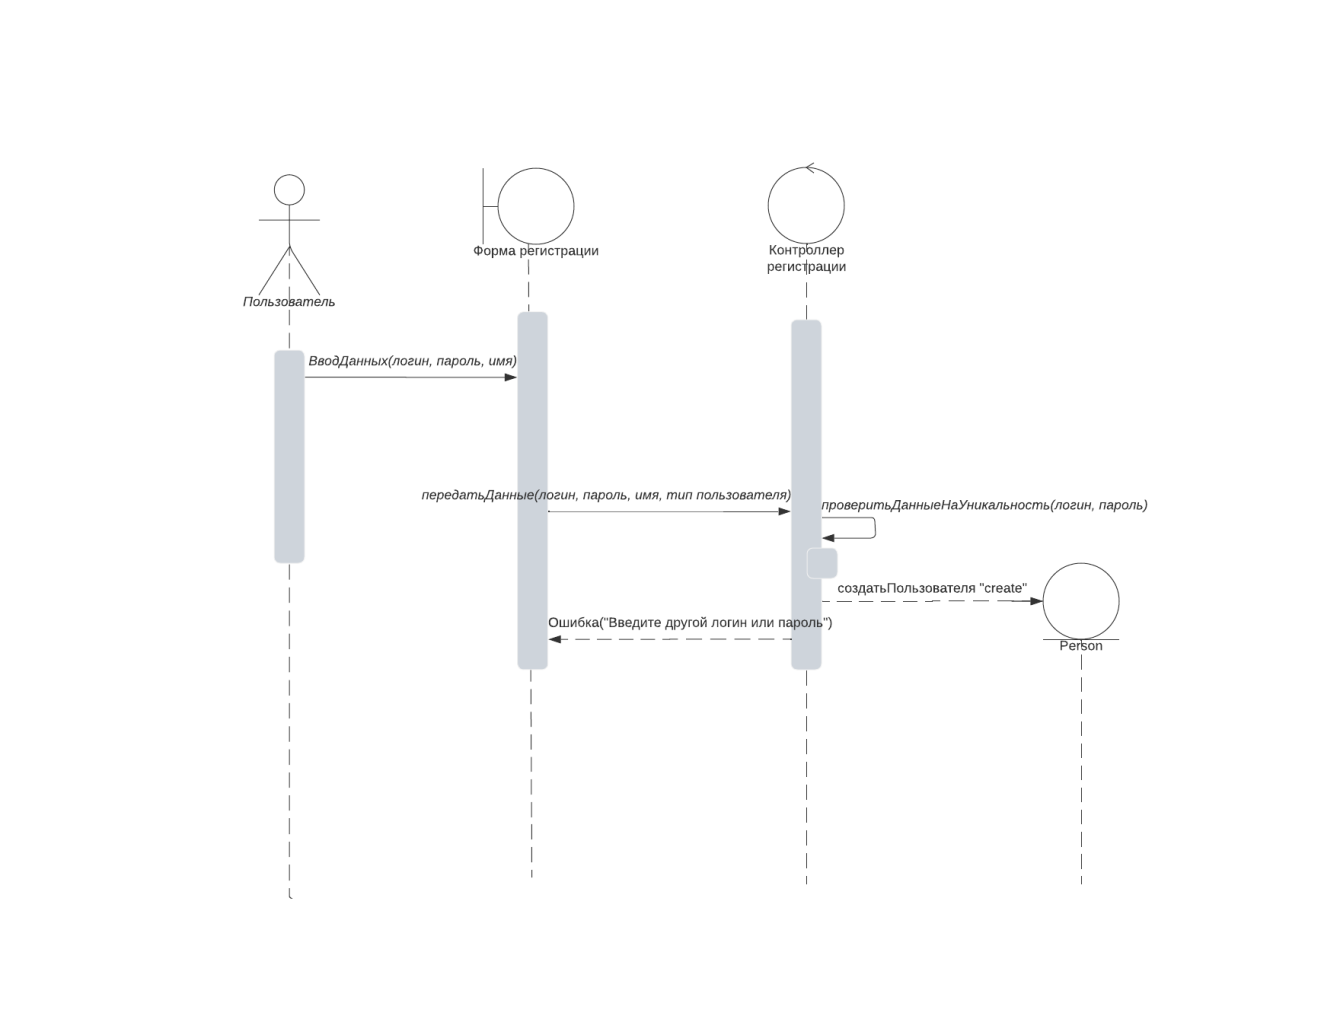 Форма регистрации
Контроллер
регистрации
Пользователь
ВводДанных(логин, пароль, имя)
передатьДанные(логин, пароль, имя, тип пользователя)
проверитьДанныеНаУникальность(логин, пароль)
создатьПользователя "create"
Ошибка("Введите другой логин или пароль")
Person